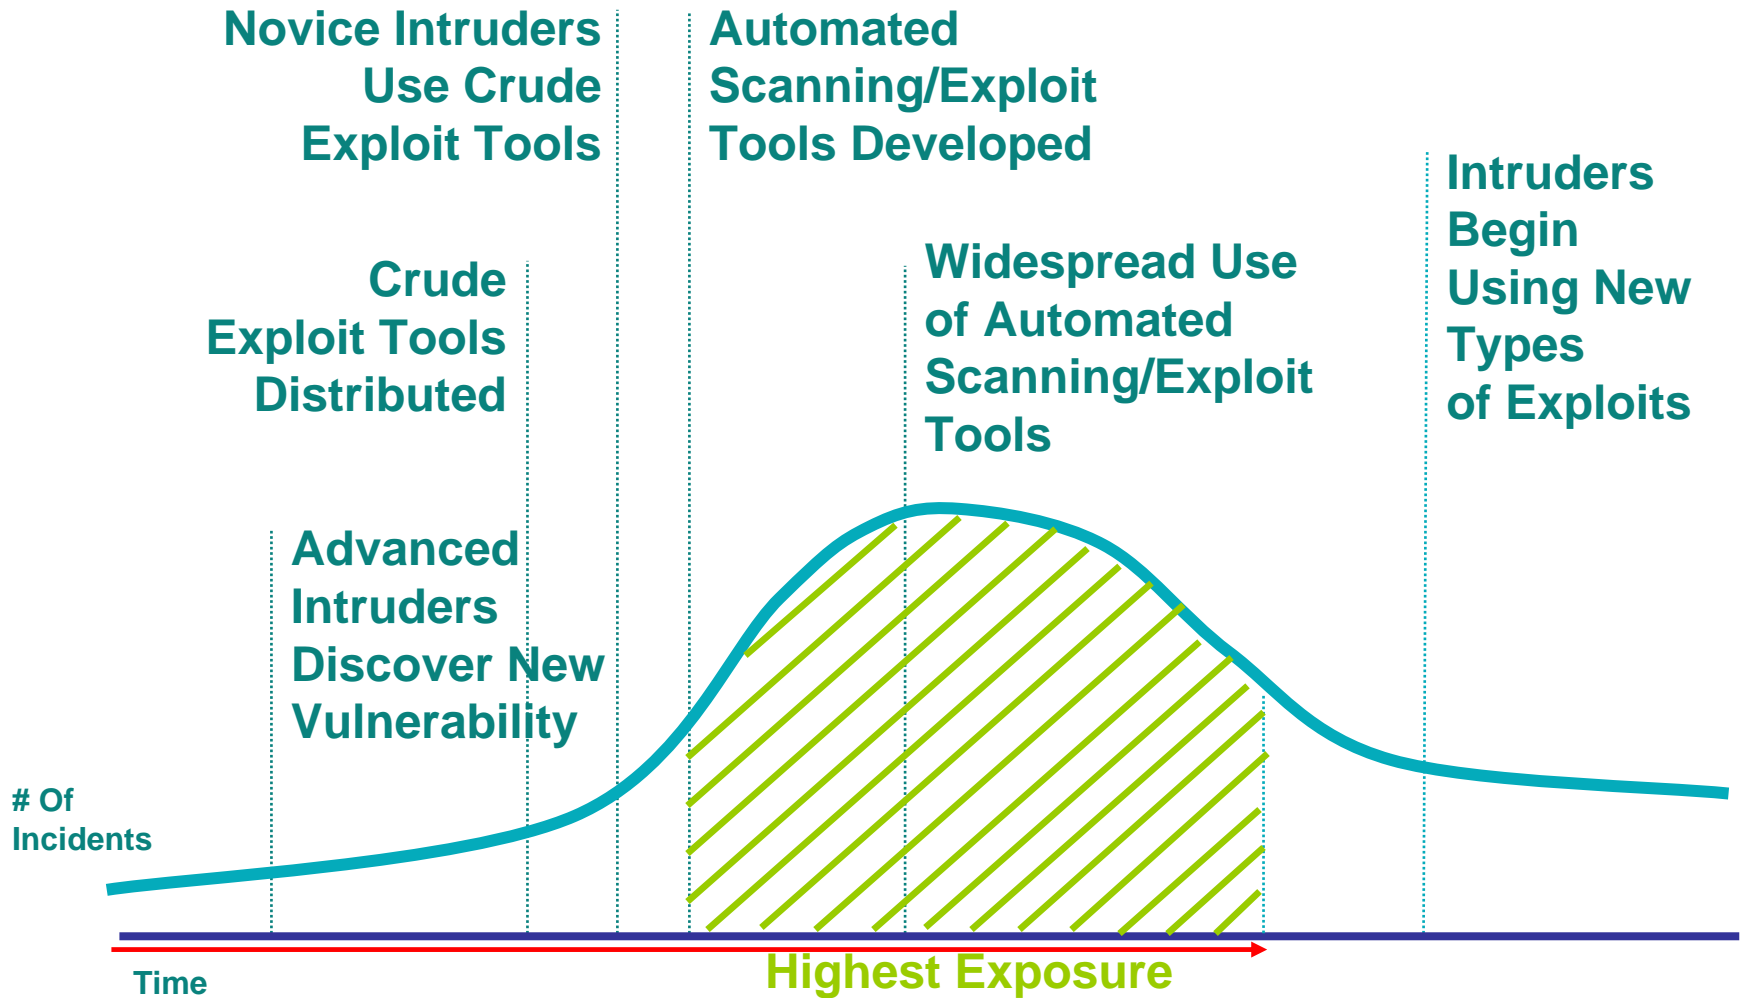 Novice Intruders
Use Crude
Exploit Tools
Automated
Scanning/Exploit
Tools Developed
Intruders
Begin
Using New
Types
of Exploits
Crude
Exploit Tools
Distributed
Widespread Use
of Automated
Scanning/Exploit
Tools
Advanced
Intruders
Discover New
Vulnerability
# Of
Incidents
Time
Highest Exposure